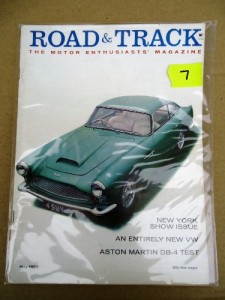 ROAD & TRACK
THE MOTOR ENTHUSIASTS' MAGAZINE
7
NEW YORK
SHOW ISSUE
AN ENTIRELY NEW VW
ASTON MARTIN DB-4 TEST